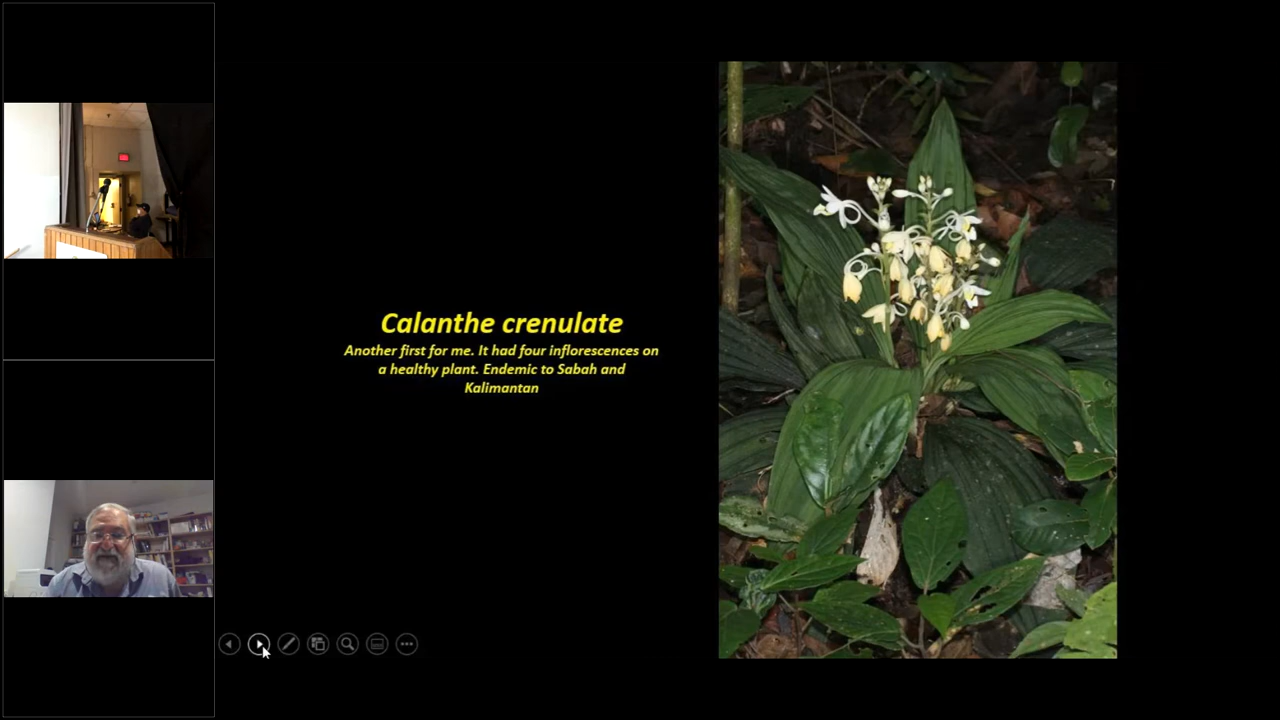 Calanthe crenulate
Another first for me. It had four inflorescences on
a healthy plant. Endemic to Sabah and
Kalimantan